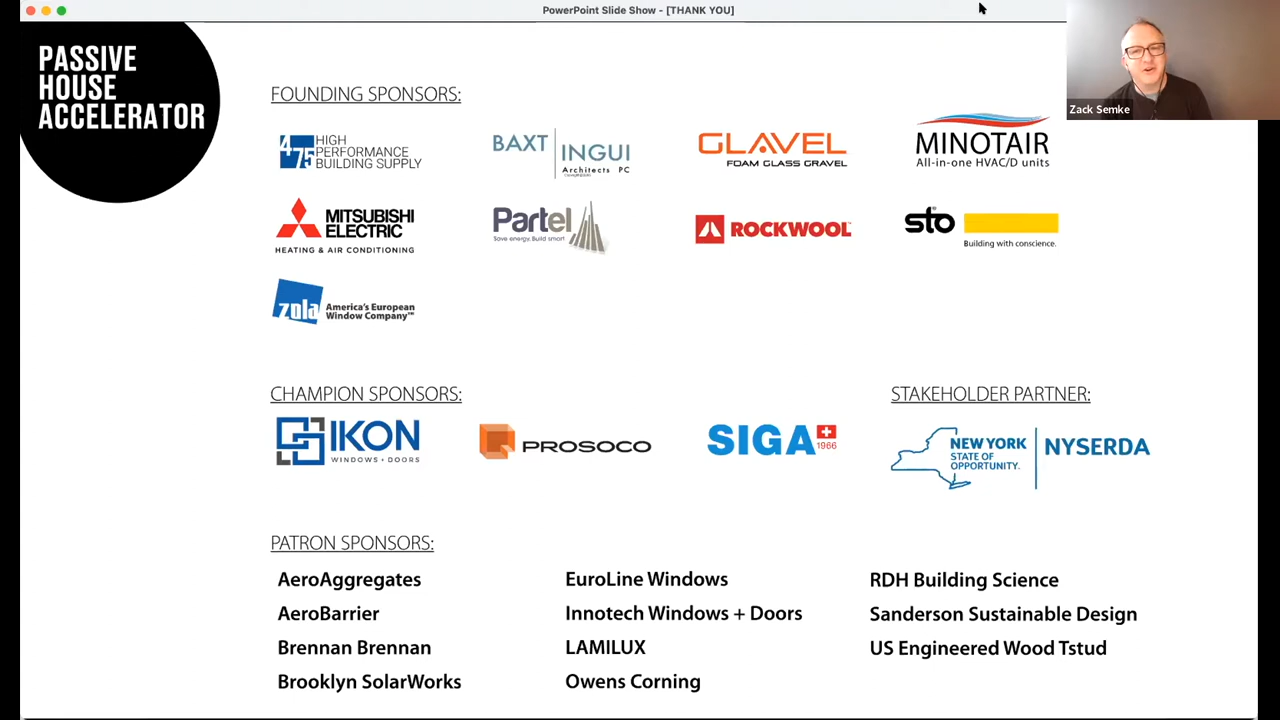 PowerPoint Slide Show - [THANK YOU]
PASSIVE
HOUSE
ACCELERATOR
Zack Semke
FOUNDING SPONSORS:
475 HIGH
PERFORMANCE
BUILDING SUPPLY
BAXT
INGUI
Architects PC
GLAVEL
FOAM GLASS GRAVEL
MINOTAIR
All-in-one HVAC/D units
MITSUBISHI
ELECTRIC
HEATING & AIR CONDITIONING
Partel
Save energy. Build smart
ROCKWOOL
sto
Building with conscience.
zola
America's European
Window Company™
CHAMPION SPONSORS:
IKON
WINDOWS + DOORS
PROSOCO
SIGA
1966
STAKEHOLDER PARTNER:
NEW YORK
STATE OF
OPPORTUNITY.
NYSERDA
PATRON SPONSORS:
AeroAggregates
AeroBarrier
Brennan Brennan
Brooklyn SolarWorks
EuroLine Windows
Innotech Windows + Doors
LAMILUX
Owens Corning
RDH Building Science
Sanderson Sustainable Design
US Engineered Wood Tstud